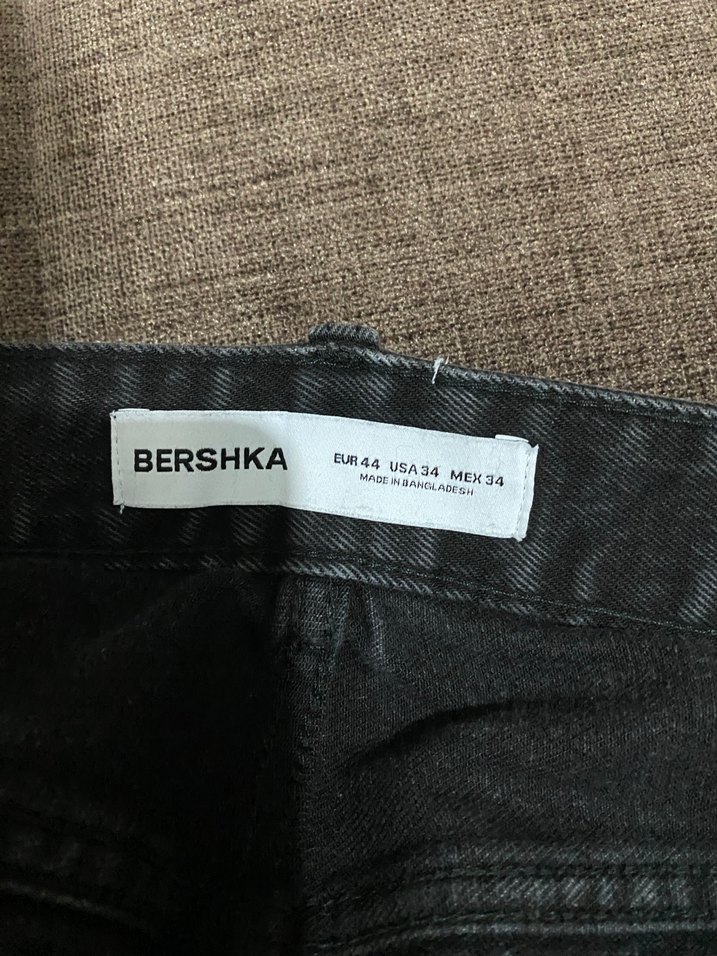 BERSHKA
EUR 44 USA 34 MEX 34
MADE IN BANGLADESH